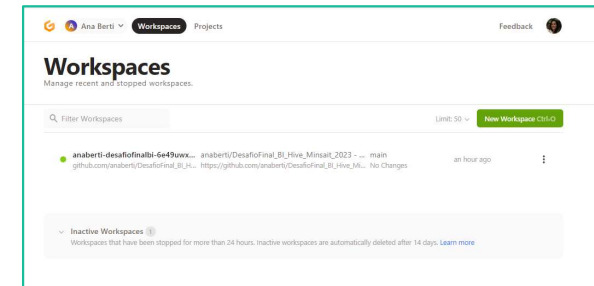 Ana Berti Workspaces Projects Feedback
Workspaces
Manage recent and stopped workspaces.
Filter Workspaces Limit: 50 New Workspace Ctrl+O
anaberti-desafiofinalbi-6e49uwx... anaberti/DesafioFinal_BI_Hive_Minsait_2023 - ... main an hour ago
github.com/anaberti/DesafioFinal_BI_H... https://github.com/anaberti/DesafioFinal_BI_Hive_Mi... No Changes
Inactive Workspaces 1
Workspaces that have been stopped for more than 24 hours. Inactive workspaces are automatically deleted after 14 days. Learn more